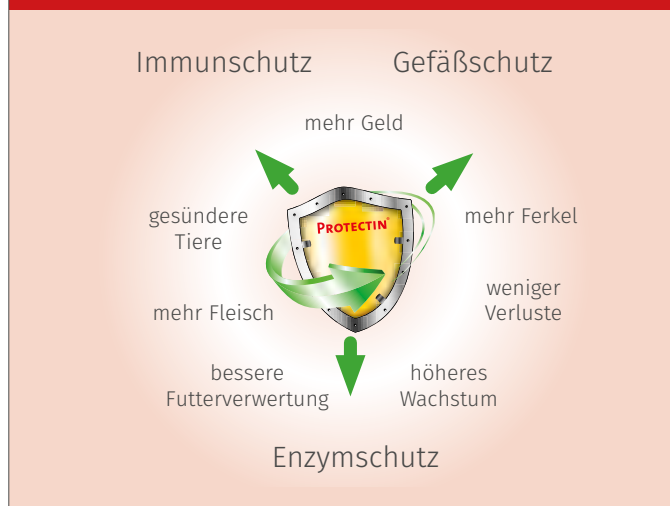 Immunschutz
Gefäßschutz
mehr Geld
gesündere
Tiere
PROTECTIN®
mehr Ferkel
mehr Fleisch
weniger
Verluste
bessere
Futterverwertung
höheres
Wachstum
Enzymschutz